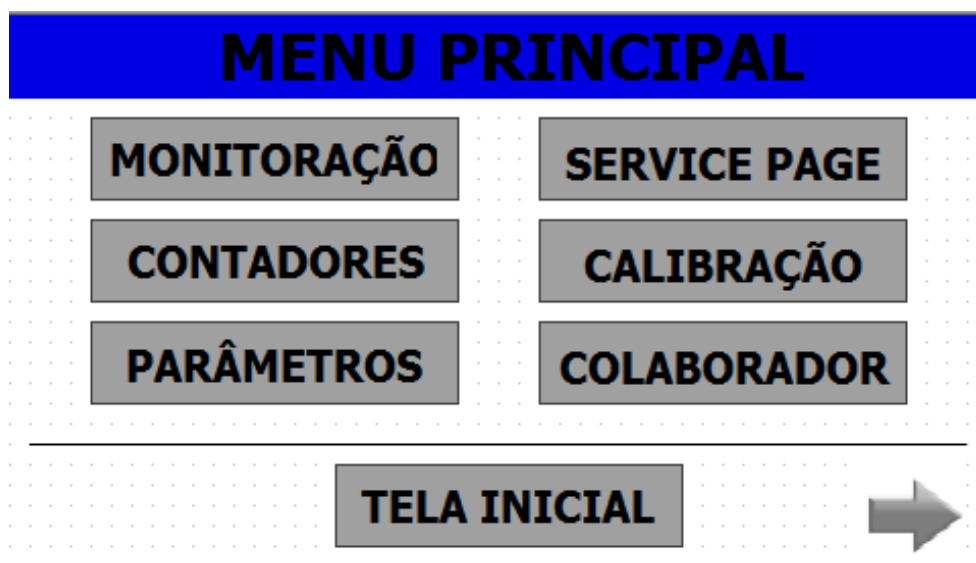 MENU PRINCIPAL
MONITORAÇÃO
SERVICE PAGE
CONTADORES
CALIBRAÇÃO
PARÂMETROS
COLABORADOR
TELA INICIAL